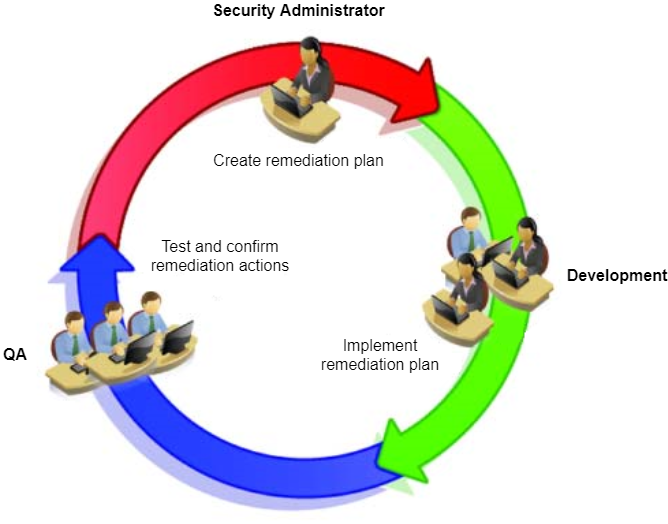 Security Administrator
Create remediation plan
Test and confirm
remediation actions
Development
QA
Implement
remediation plan